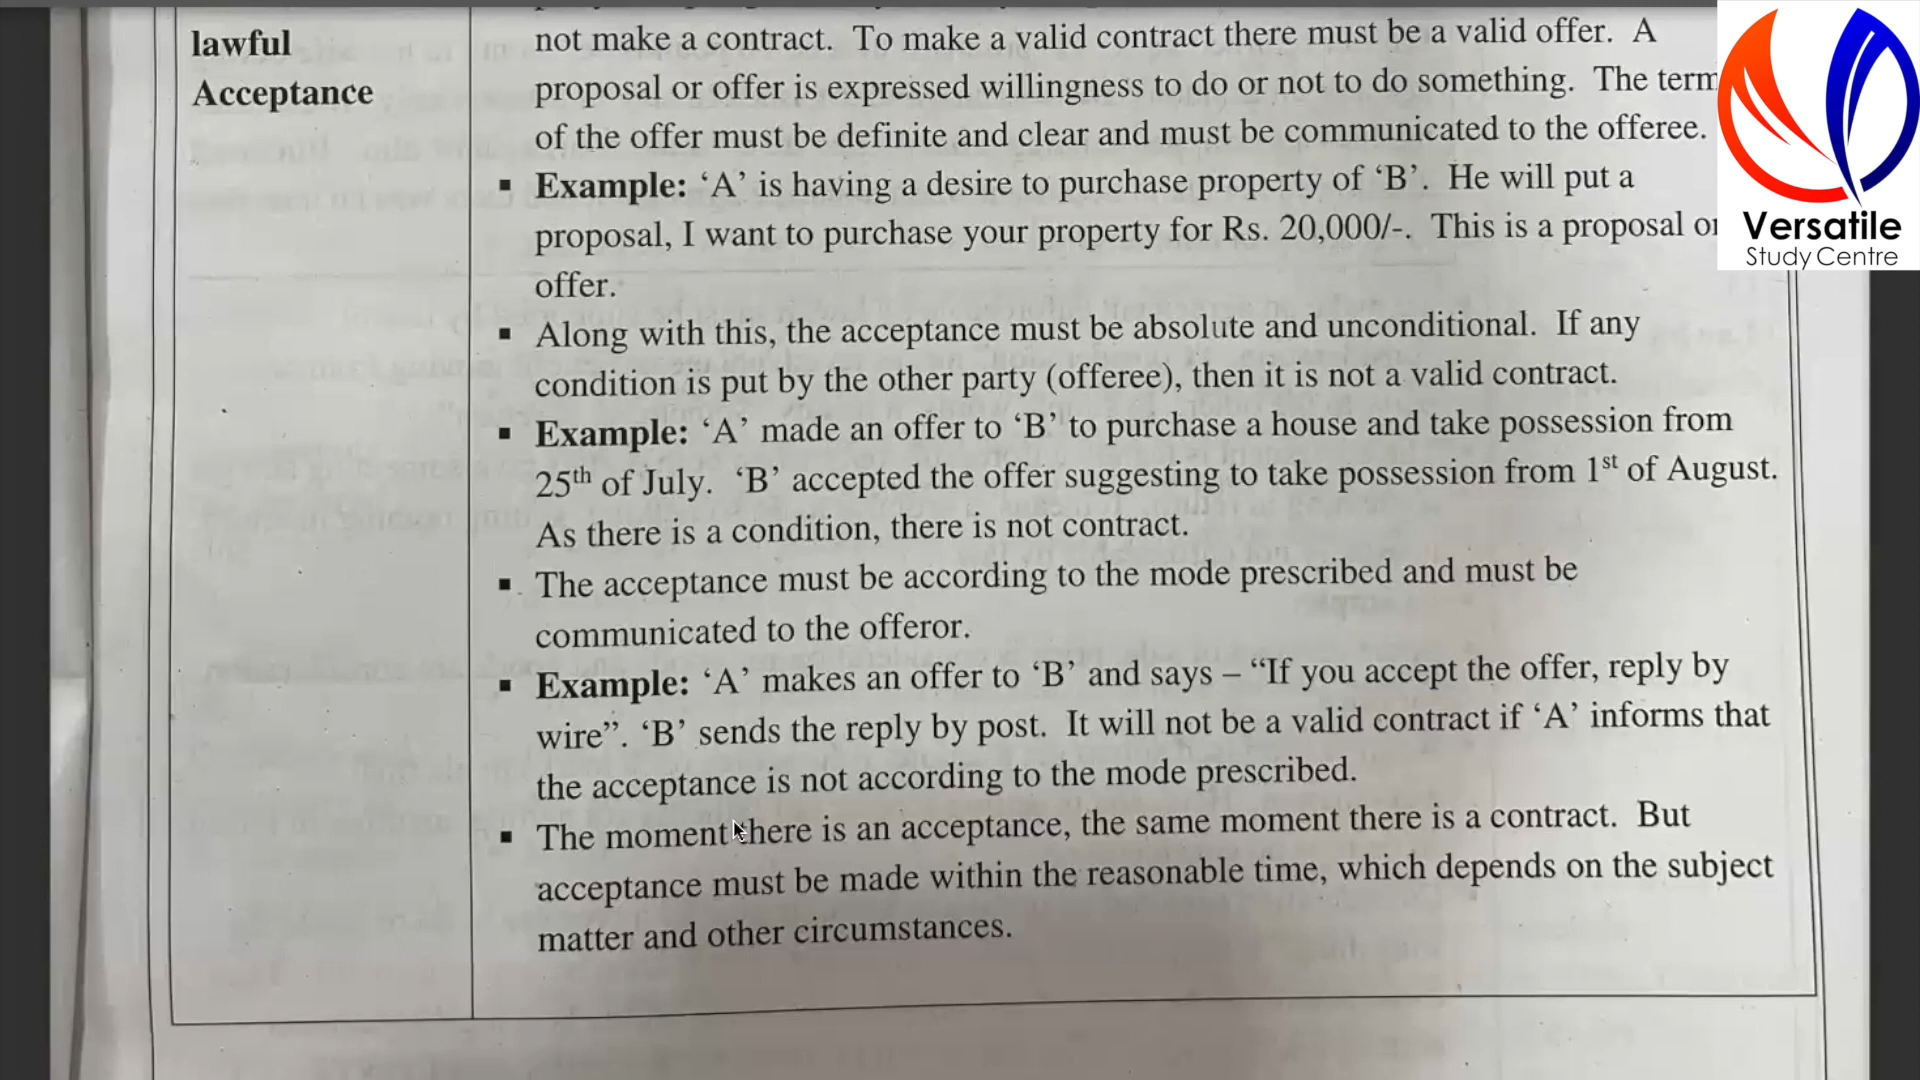 lawful
Acceptance
not make a contract. To make a valid contract there must be a valid offer. A
proposal or offer is expressed willingness to do or not to do something. The term
of the offer must be definite and clear and must be communicated to the offeree.
▪ Example: ‘A’ is having a desire to purchase property of ‘B’. He will put a
proposal, I want to purchase your property for Rs. 20,000/-. This is a proposal or
offer.
▪ Along with this, the acceptance must be absolute and unconditional. If any
condition is put by the other party (offeree), then it is not a valid contract.
▪ Example: ‘A’ made an offer to ‘B’ to purchase a house and take possession from
25th of July. ‘B’ accepted the offer suggesting to take possession from 1st of August.
As there is a condition, there is not contract.
▪ The acceptance must be according to the mode prescribed and must be
communicated to the offeror.
▪ Example: ‘A’ makes an offer to ‘B’ and says – “If you accept the offer, reply by
wire”. ‘B’ sends the reply by post. It will not be a valid contract if ‘A’ informs that
the acceptance is not according to the mode prescribed.
▪ The moment there is an acceptance, the same moment there is a contract. But
acceptance must be made within the reasonable time, which depends on the subject
matter and other circumstances.
Versatile
Study Centre